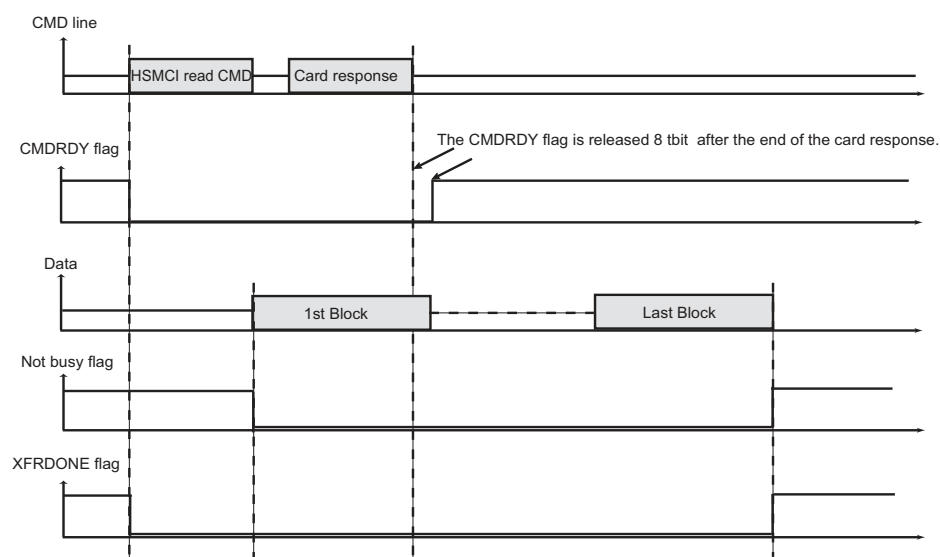 CMD line
HSMCI read CMD
Card response
The CMDRDY flag is released 8 tbit after the end of the card response.
CMDRDY flag
Data
1st Block
Last Block
Not busy flag
XFRDONE flag